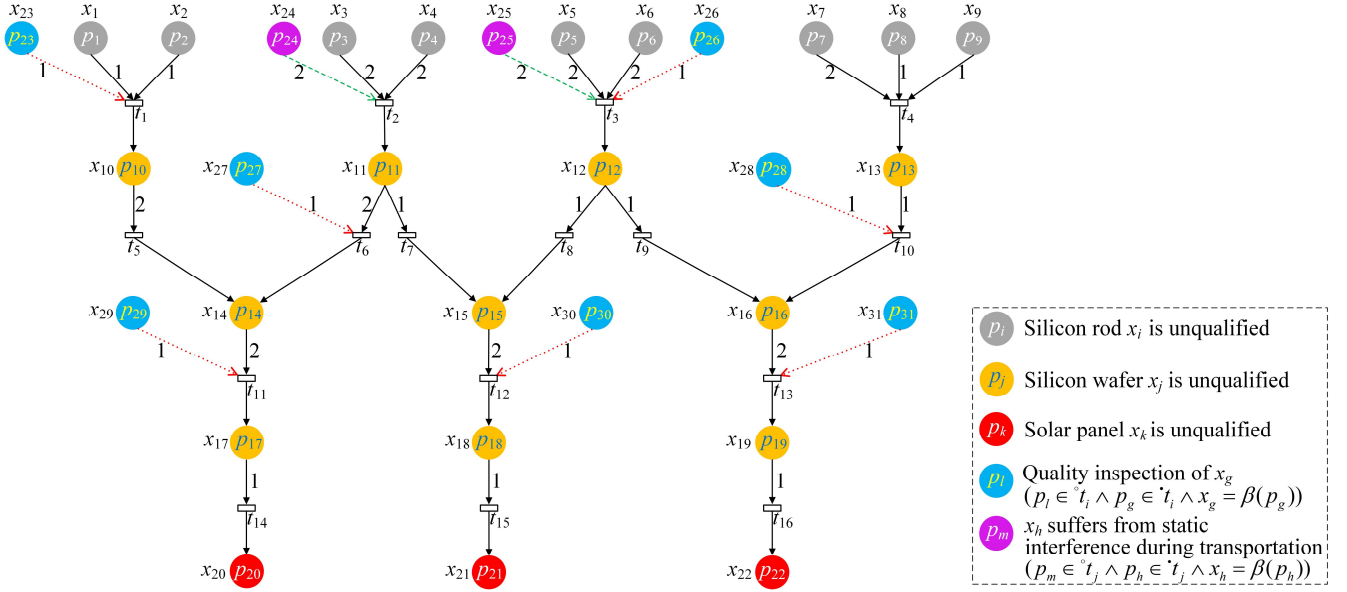 x23 x1 x2 x24 x3 x4 x25 x5 x6 x26 x7 x8 x9
p23 p1 p2 p24 p3 p4 p25 p5 p6 p26 p7 p8 p9
1 1 1 2 2 2 2 2 2 1 2 1 1
t1 t2 t3 t4
x10 p10 x27 p27 x11 p11 x12 p12 x28 p28 x13 p13
2 1 2 1 1 1 1 1
t5 t6 t7 t8 t9 t10
x29 p29 x14 p14 x15 p15 x30 p30 x16 p16 x31 p31
1 2 2 1 2 1
t11 t12 t13
x17 p17 x18 p18 x19 p19
1 1 1
t14 t15 t16
x20 p20 x21 p21 x22 p22
pi Silicon rod xi is unqualified
pj Silicon wafer xj is unqualified
pk Solar panel xk is unqualified
pl Quality inspection of xg
(pl ∈ °ti ∧ pg ∈ •ti ∧ xg = β(pg))
pm xh suffers from static
interference during transportation
(pm ∈ °tj ∧ ph ∈ •tj ∧ xh = β(ph))